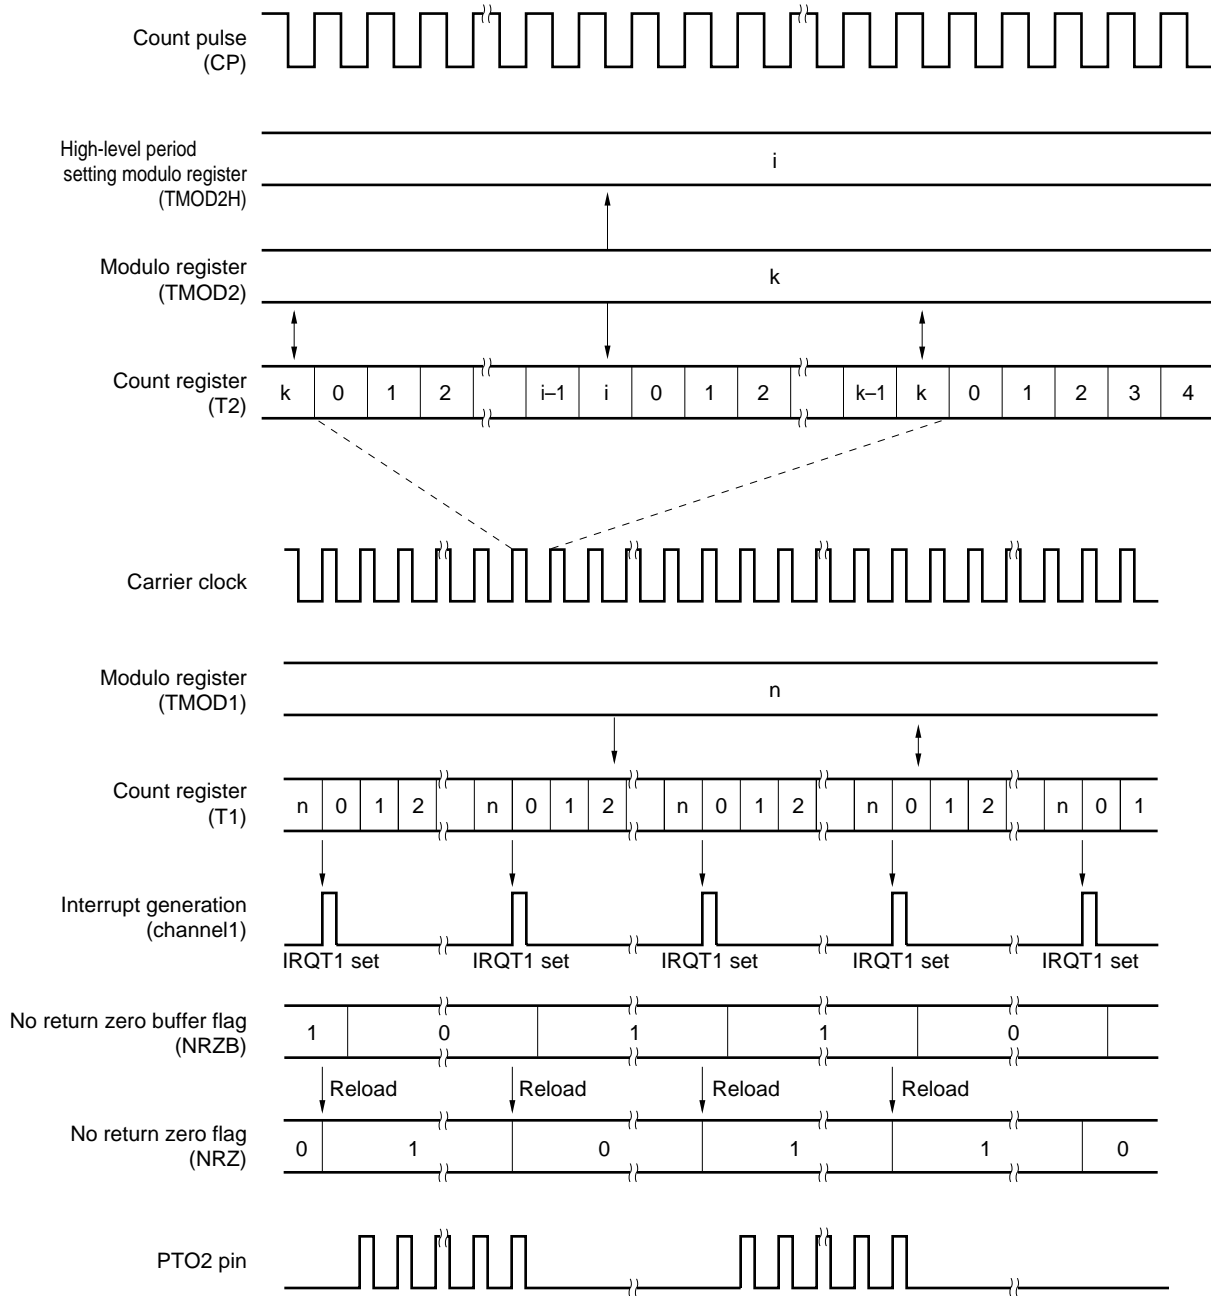 Count pulse
(CP)
High-level period
setting modulo register
(TMOD2H)
i
Modulo register
(TMOD2)
k
Count register
(T2)
k 0 1 2 i–1 i 0 1 2 k–1 k 0 1 2 3 4
Carrier clock
Modulo register
(TMOD1)
n
Count register
(T1)
n 0 1 2 n 0 1 2 n 0 1 2 n 0 1 2 n 0 1
Interrupt generation
(channel1)
IRQT1 set IRQT1 set IRQT1 set IRQT1 set IRQT1 set
No return zero buffer flag
(NRZB)
1 0 1 1 0
Reload Reload Reload Reload
No return zero flag
(NRZ)
0 1 0 1 1 0
PTO2 pin